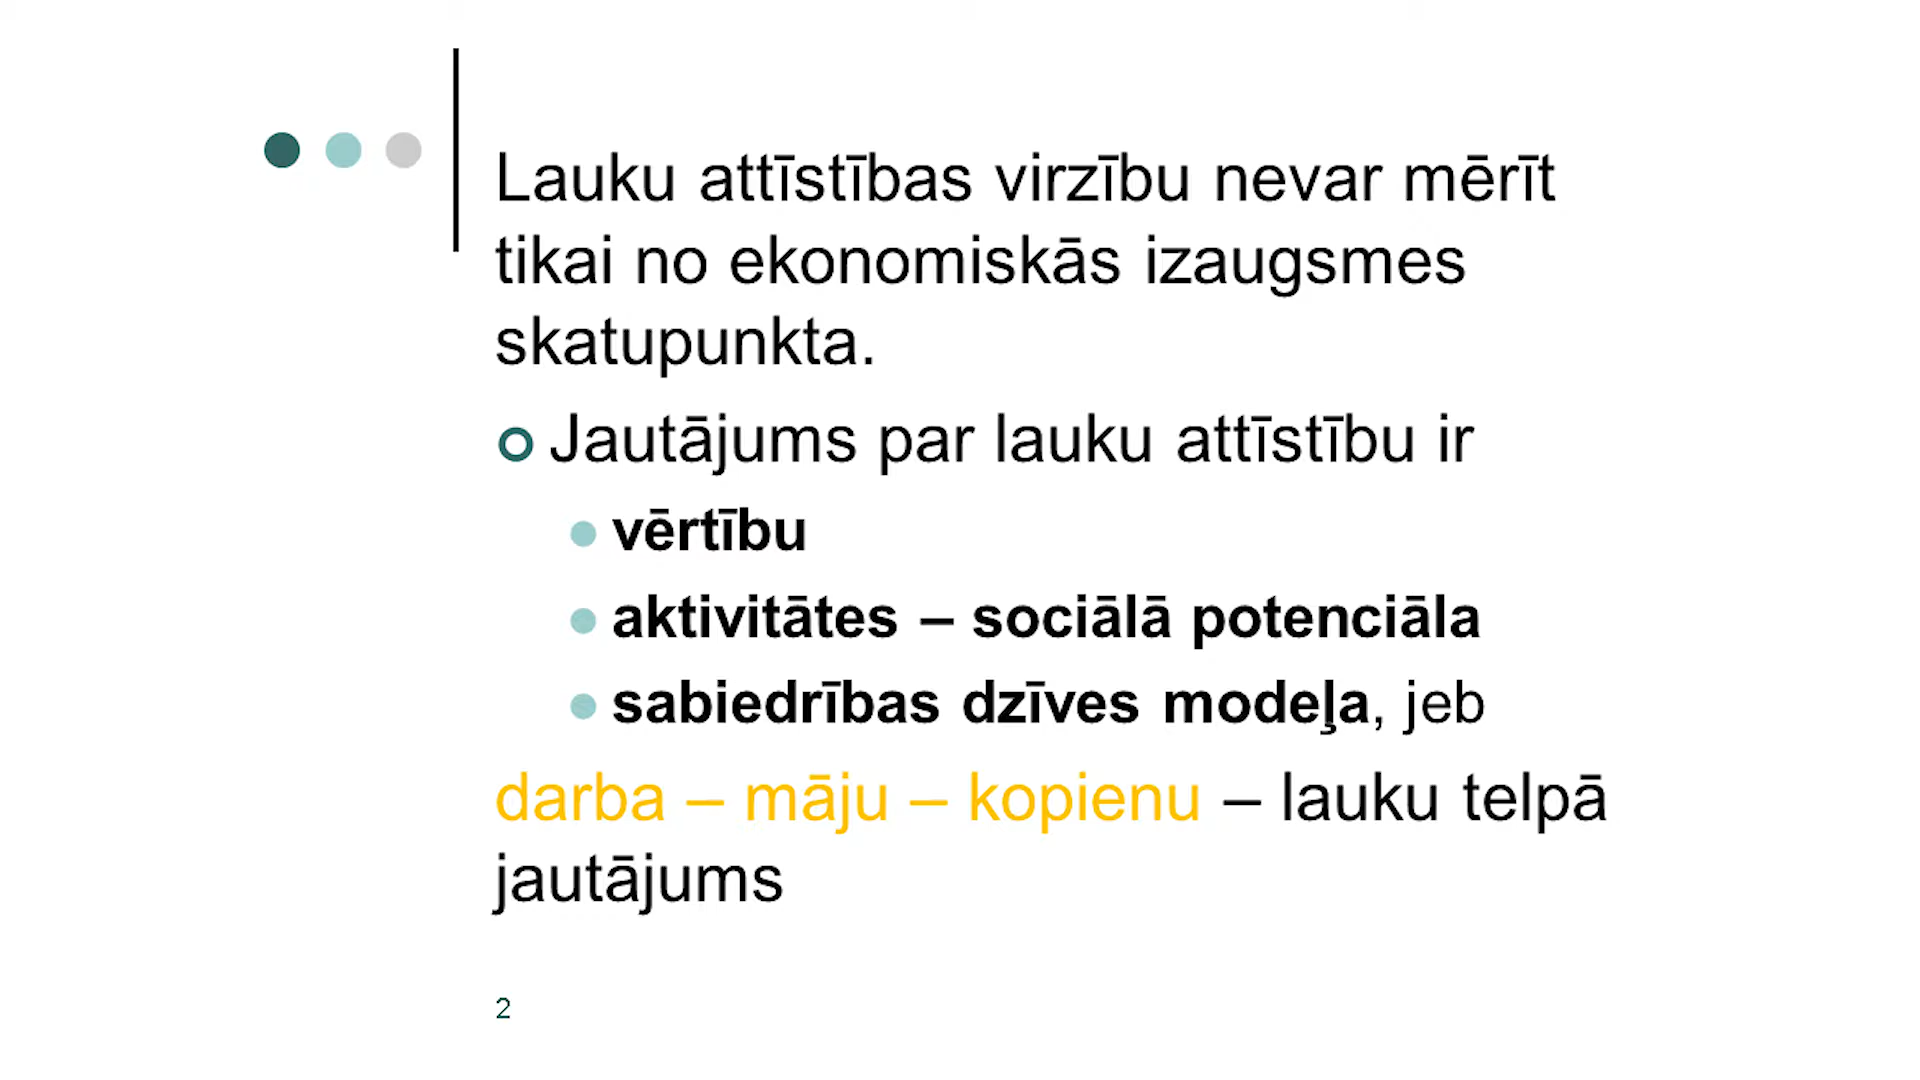 Lauku attīstības virzību nevar mērīt
tikai no ekonomiskās izaugsmes
skatupunkta.
Jautājums par lauku attīstību ir
vērtību
aktivitātes – sociālā potenciāla
sabiedrības dzīves modeļa, jeb
darba – māju – kopienu – lauku telpā
jautājums
2